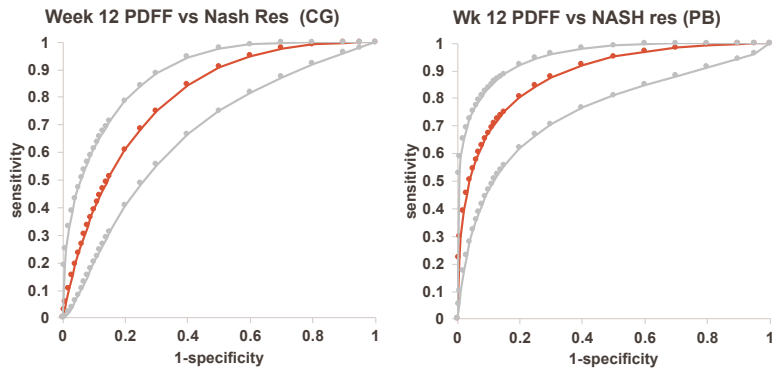 Week 12 PDFF vs Nash Res (CG)
1
0.9
0.8
0.7
0.6
0.5
0.4
0.3
0.2
0.1
0
sensitivity
0 0.2 0.4 0.6 0.8 1
1-specificity
Wk 12 PDFF vs NASH res (PB)
1
0.9
0.8
0.7
0.6
0.5
0.4
0.3
0.2
0.1
0
sensitivity
0 0.2 0.4 0.6 0.8 1
1-specificity